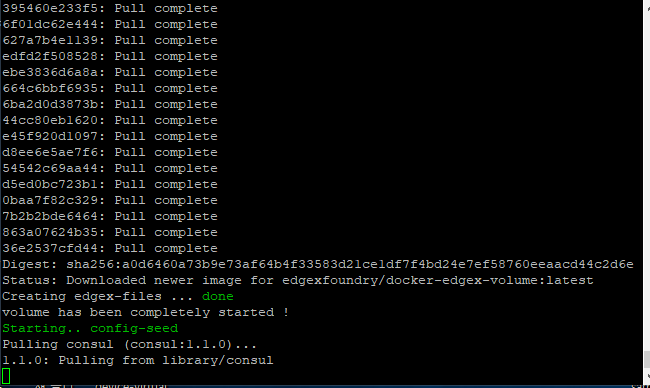 395460e233f5: Pull complete
6f01dc62e444: Pull complete
627a7b4e1139: Pull complete
edfd2f508528: Pull complete
ebe3836d6a8a: Pull complete
664c6bbf6935: Pull complete
6ba2d0d3873b: Pull complete
44cc80eb1620: Pull complete
e45f920d1097: Pull complete
d8ee6e5ae7f6: Pull complete
54542c69aa44: Pull complete
d5ed0bc723b1: Pull complete
0baa7f82c329: Pull complete
7b2b2bde6464: Pull complete
863a07624b35: Pull complete
36e2537cfd44: Pull complete
Digest: sha256:a0d6460a73b9e73af64b4f33583d21ce1df7f4bd24e7ef58760eeaacd44c2d6e
Status: Downloaded newer image for edgexfoundry/docker-edgex-volume:latest
Creating edgex-files ... done
volume has been completely started !
Starting.. config-seed
Pulling consul (consul:1.1.0)...
1.1.0: Pulling from library/consul